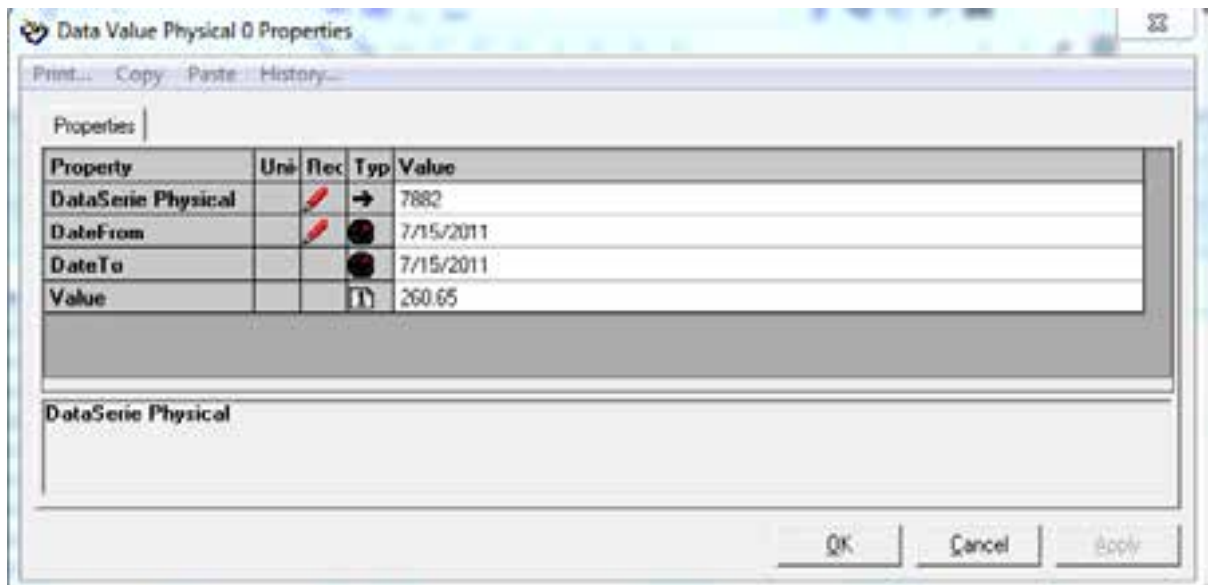 Data Value Physical 0 Properties
Print... Copy Paste History...
Properties
Property Uni Rec Typ Value
DataSerie Physical 7882
DateFrom 7/15/2011
DateTo 7/15/2011
Value 260.65
DataSerie Physical
OK Cancel Apply